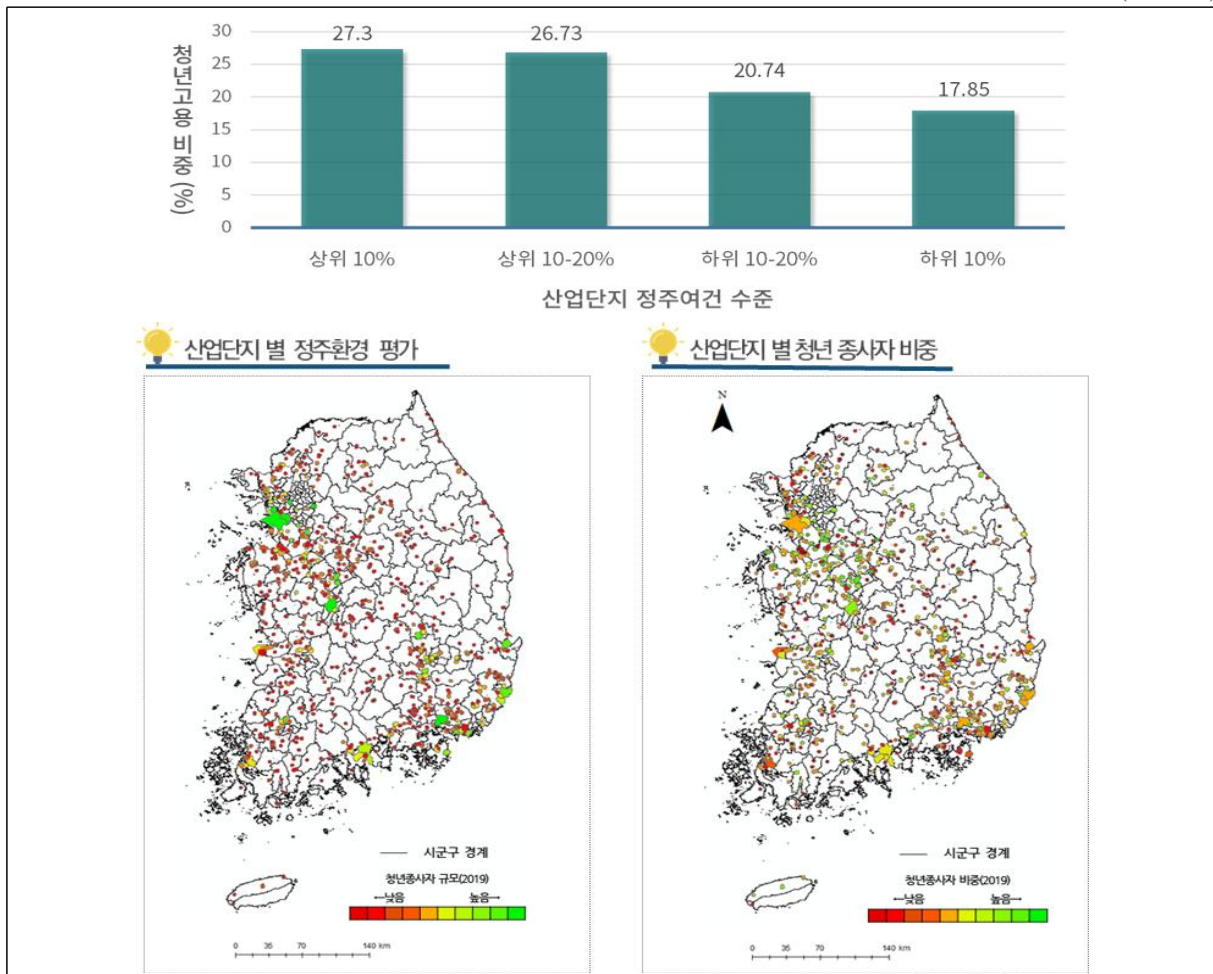 30
25
20
15
10
5
0
청년고용 비중 (%)
27.3
26.73
20.74
17.85
상위 10%
상위 10-20%
하위 10-20%
하위 10%
산업단지 정주여건 수준
산업단지 별 정주환경 평가
시군구 경계
청년종사자 규모(2019)
←낮음 높음→
0 35 70 140 km
산업단지 별 청년 종사자 비중
N
시군구 경계
청년종사자 비중(2019)
←낮음 높음→
0 35 70 140 km